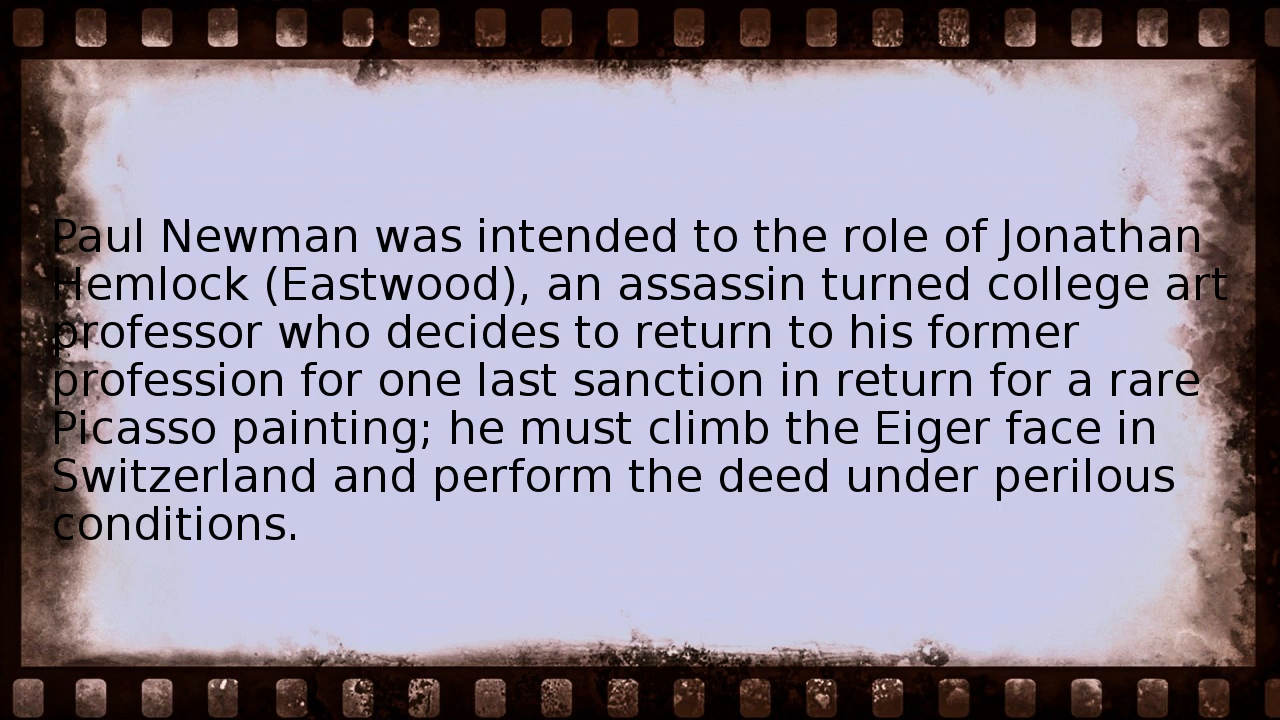 Paul Newman was intended to the role of Jonathan
Hemlock (Eastwood), an assassin turned college art
professor who decides to return to his former
profession for one last sanction in return for a rare
Picasso painting; he must climb the Eiger face in
Switzerland and perform the deed under perilous
conditions.